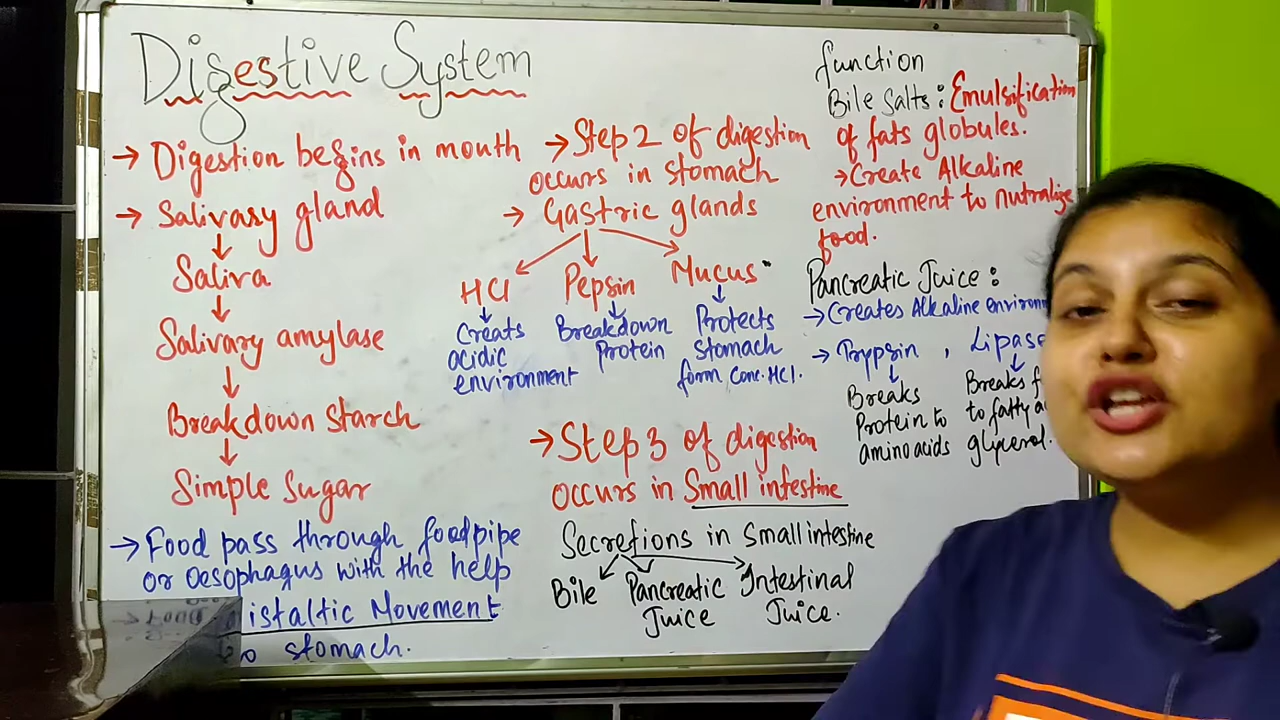 Digestive System
→ Digestion begins in mouth
→ Salivary gland
↓
Saliva
↓
Salivary amylase
↓
Breakdown starch
↓
Simple Sugar
→ Food pass through foodpipe
or oesophagus with the help
istaltic Movement
stomach.
→ Step 2 of digestion
occurs in stomach
→ Gastric glands
HCl Pepsin Mucus
↓ ↓ ↓
Creats Breakdown Protects
acidic Protein stomach
environment form Conc. HCl.
→ Step 3 of digestion
occurs in Small intestine
Secretions in Small intestine
Bile Pancreatic Intestinal
Juice Juice.
function
Bile Salts: Emulsification
of fats globules.
→ Create Alkaline
environment to nutralize
food.
Pancreatic Juice:
→ Creates Alkaline environ
→ Trypsin , Lipase
↓ ↓
Breaks Breaks f
Protein to to fatty a
amino acids glycerol.